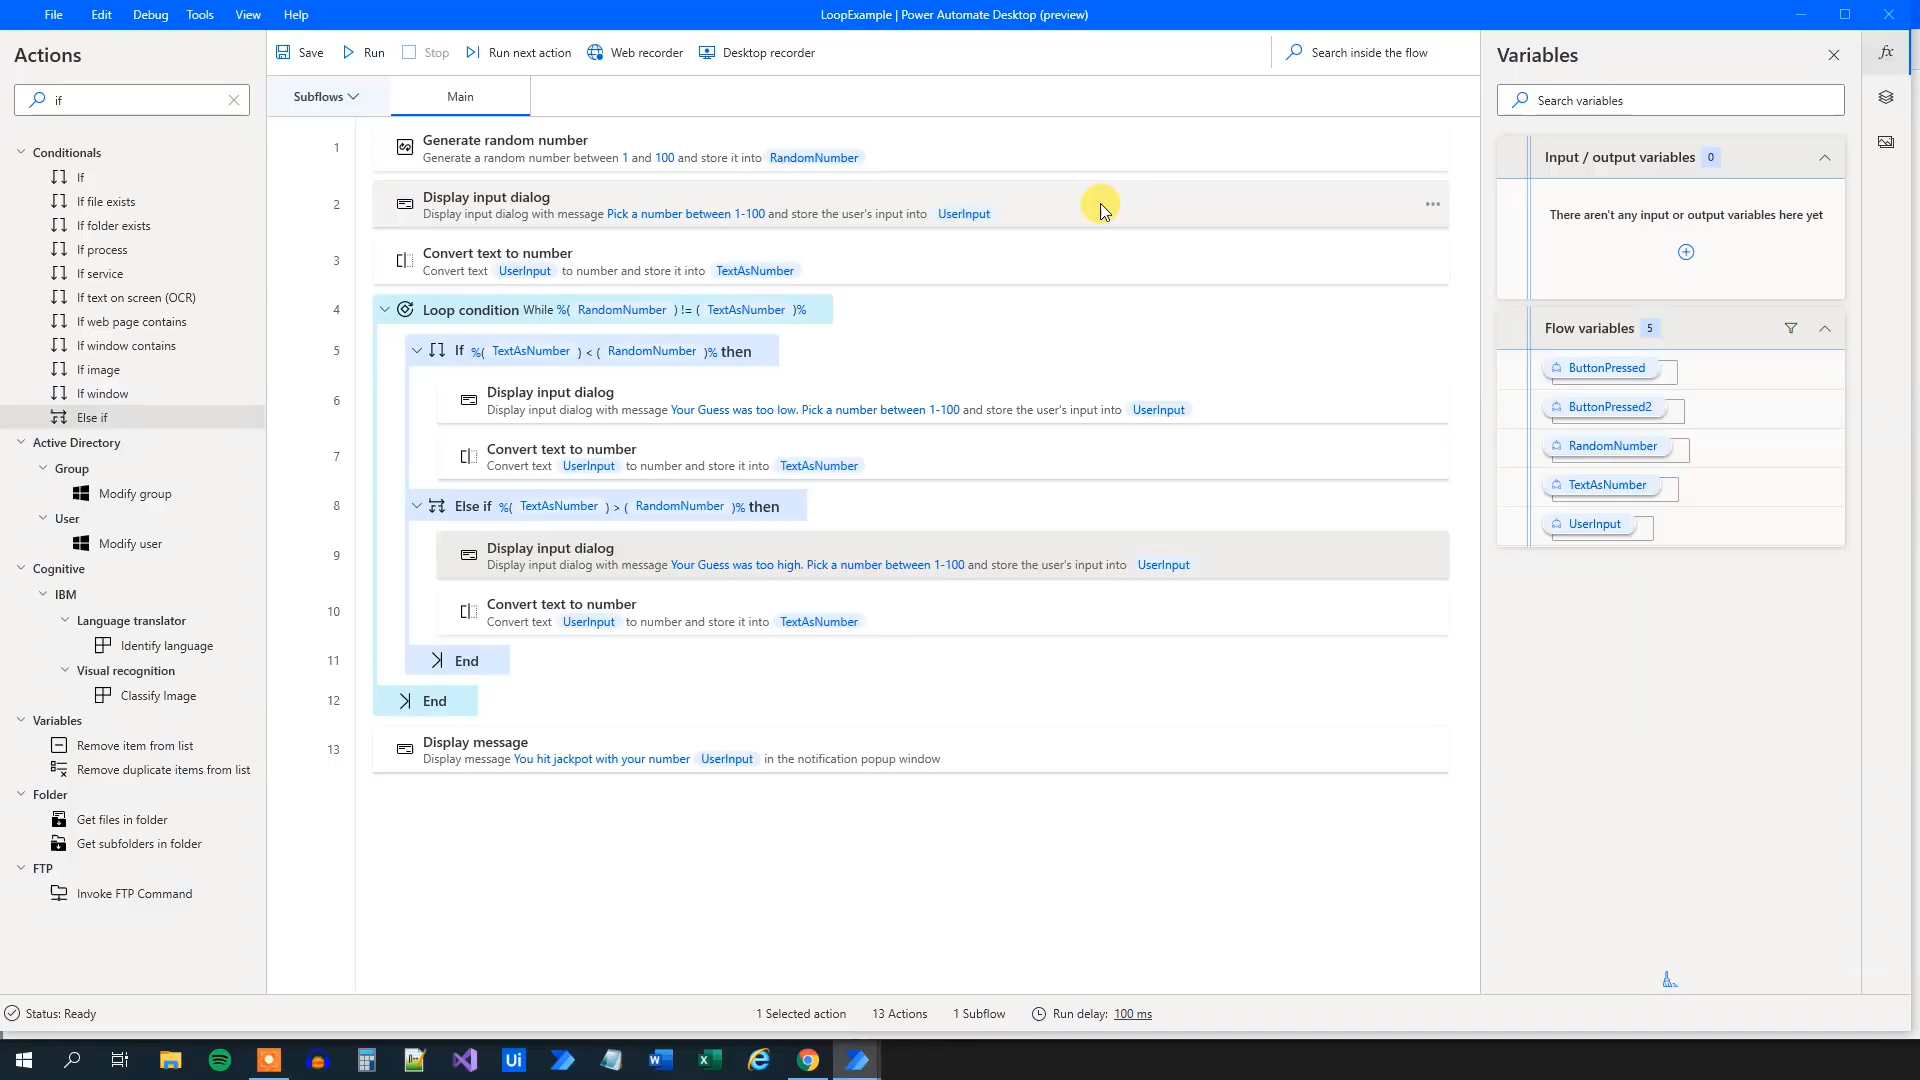 File Edit Debug Tools View Help LoopExample | Power Automate Desktop (preview)
Actions
if
Conditionals
If
If file exists
If folder exists
If process
If service
If text on screen (OCR)
If web page contains
If window contains
If image
If window
Else if
Active Directory
Group
Modify group
User
Modify user
Cognitive
IBM
Language translator
Identify language
Visual recognition
Classify Image
Variables
Remove item from list
Remove duplicate items from list
Folder
Get files in folder
Get subfolders in folder
FTP
Invoke FTP Command
Save Run Stop Run next action Web recorder Desktop recorder Search inside the flow
Subflows Main
1 Generate random number
Generate a random number between 1 and 100 and store it into RandomNumber
2 Display input dialog
Display input dialog with message Pick a number between 1-100 and store the user's input into UserInput
3 Convert text to number
Convert text UserInput to number and store it into TextAsNumber
4 Loop condition While %( RandomNumber ) != ( TextAsNumber )%
5 If %( TextAsNumber ) < ( RandomNumber )% then
6 Display input dialog
Display input dialog with message Your Guess was too low. Pick a number between 1-100 and store the user's input into UserInput
7 Convert text to number
Convert text UserInput to number and store it into TextAsNumber
8 Else if %( TextAsNumber ) > ( RandomNumber )% then
9 Display input dialog
Display input dialog with message Your Guess was too high. Pick a number between 1-100 and store the user's input into UserInput
10 Convert text to number
Convert text UserInput to number and store it into TextAsNumber
11 End
12 End
13 Display message
Display message You hit jackpot with your number UserInput in the notification popup window
Variables
fx
Search variables
Input / output variables 0
There aren't any input or output variables here yet
Flow variables 5
ButtonPressed
ButtonPressed2
RandomNumber
TextAsNumber
UserInput
Status: Ready 1 Selected action 13 Actions 1 Subflow Run delay: 100 ms
Ui